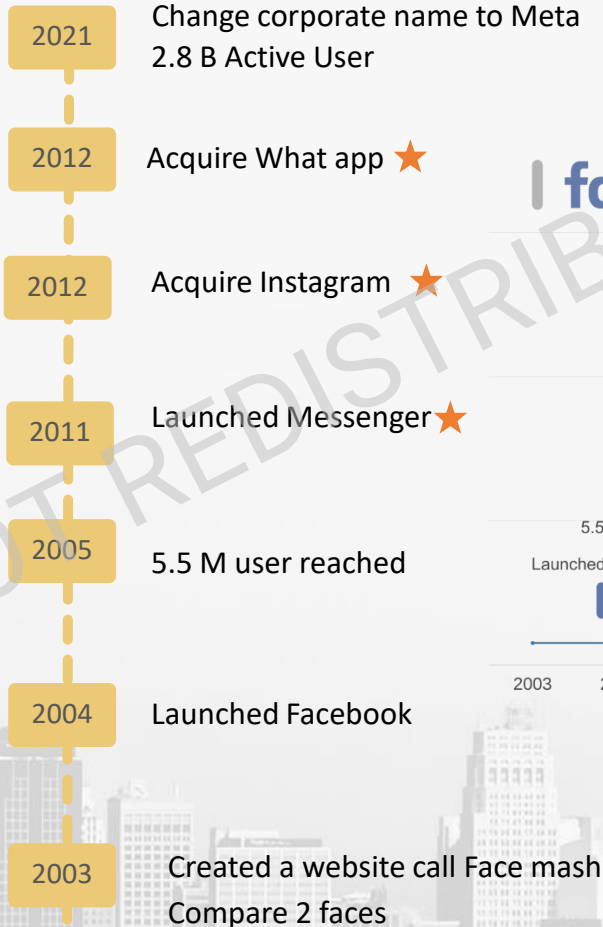 2021
Change corporate name to Meta
2.8 B Active User
2012
Acquire What app
2012
Acquire Instagram
2011
Launched Messenger
2005
5.5 M user reached
2004
Launched Facebook
2003
Created a website call Face mash
Compare 2 faces
5.5
Launched
2003